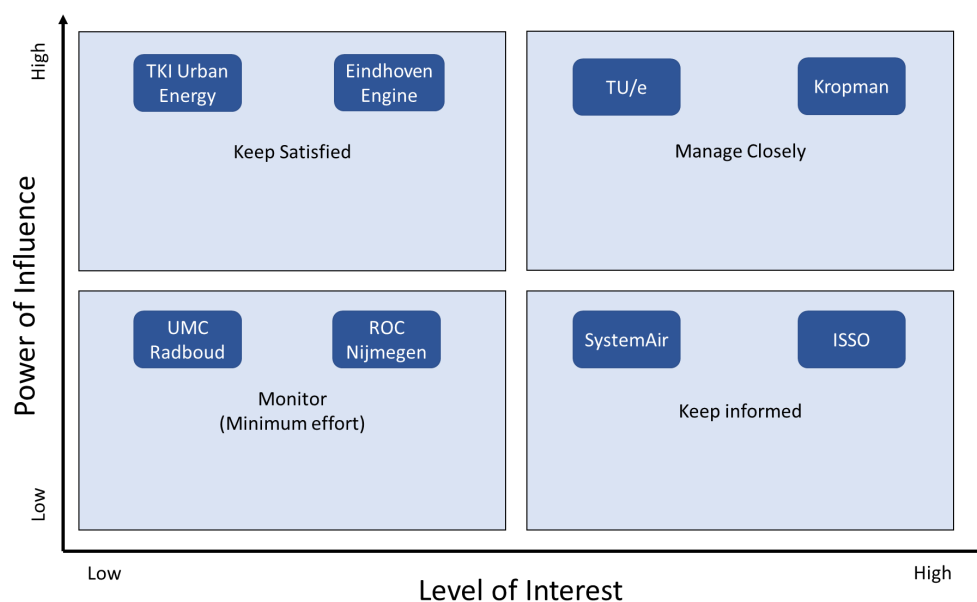 High
TKI Urban
Energy
Eindhoven
Engine
TU/e
Kropman
Keep Satisfied
Manage Closely
Power of Influence
UMC
Radboud
ROC
Nijmegen
SystemAir
ISSO
Monitor
(Minimum effort)
Keep informed
Low
Low
High
Level of Interest